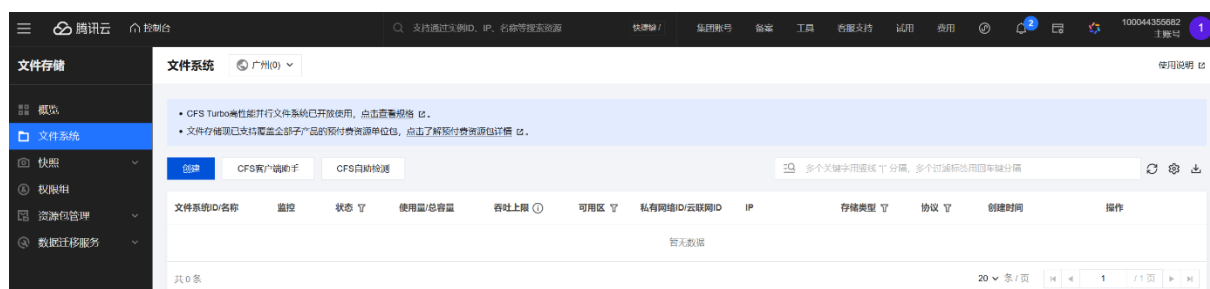 腾讯云 控制台 支持通过实例ID、IP、名称等搜索资源 快捷键/ 集团账号 备案 工具 客服支持 试用 费用 2 100044355682 主账号 1
文件存储
文件系统 广州(0) 使用说明
概览
文件系统
快照
权限组
资源包管理
数据迁移服务
• CFS Turbo高性能并行文件系统已开放使用，点击查看规格。
• 文件存储现已支持覆盖全部子产品的预付费资源单位包，点击了解预付费资源包详情。
创建 CFS客户端助手 CFS自助检测 多个关键字用竖线 "|" 分隔，多个过滤标签用回车键分隔
文件系统ID/名称 监控 状态 使用量/总容量 吞吐上限 可用区 私有网络ID/云联网ID IP 存储类型 协议 创建时间 操作
暂无数据
共 0 条 20 条 / 页 1 / 1 页